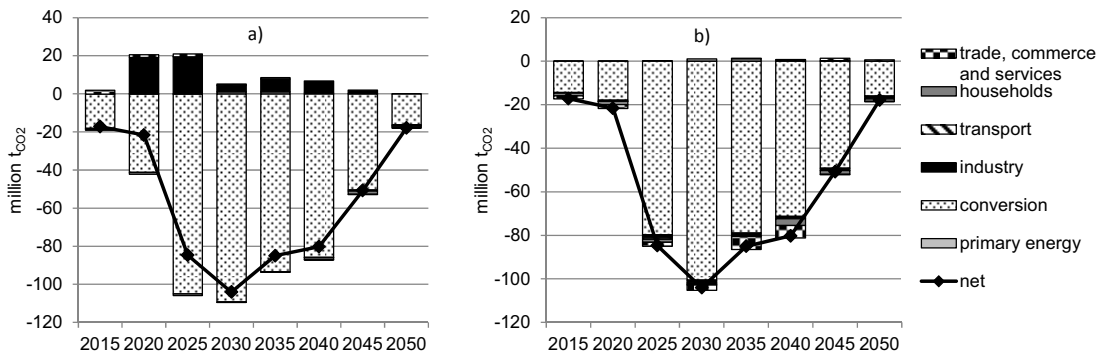 a)
million tCO2
40
20
0
-20
-40
-60
-80
-100
-120
2015 2020 2025 2030 2035 2040 2045 2050
b)
million tCO2
20
0
-20
-40
-60
-80
-100
-120
2015 2020 2025 2030 2035 2040 2045 2050
trade, commerce
and services
households
transport
industry
conversion
primary energy
net